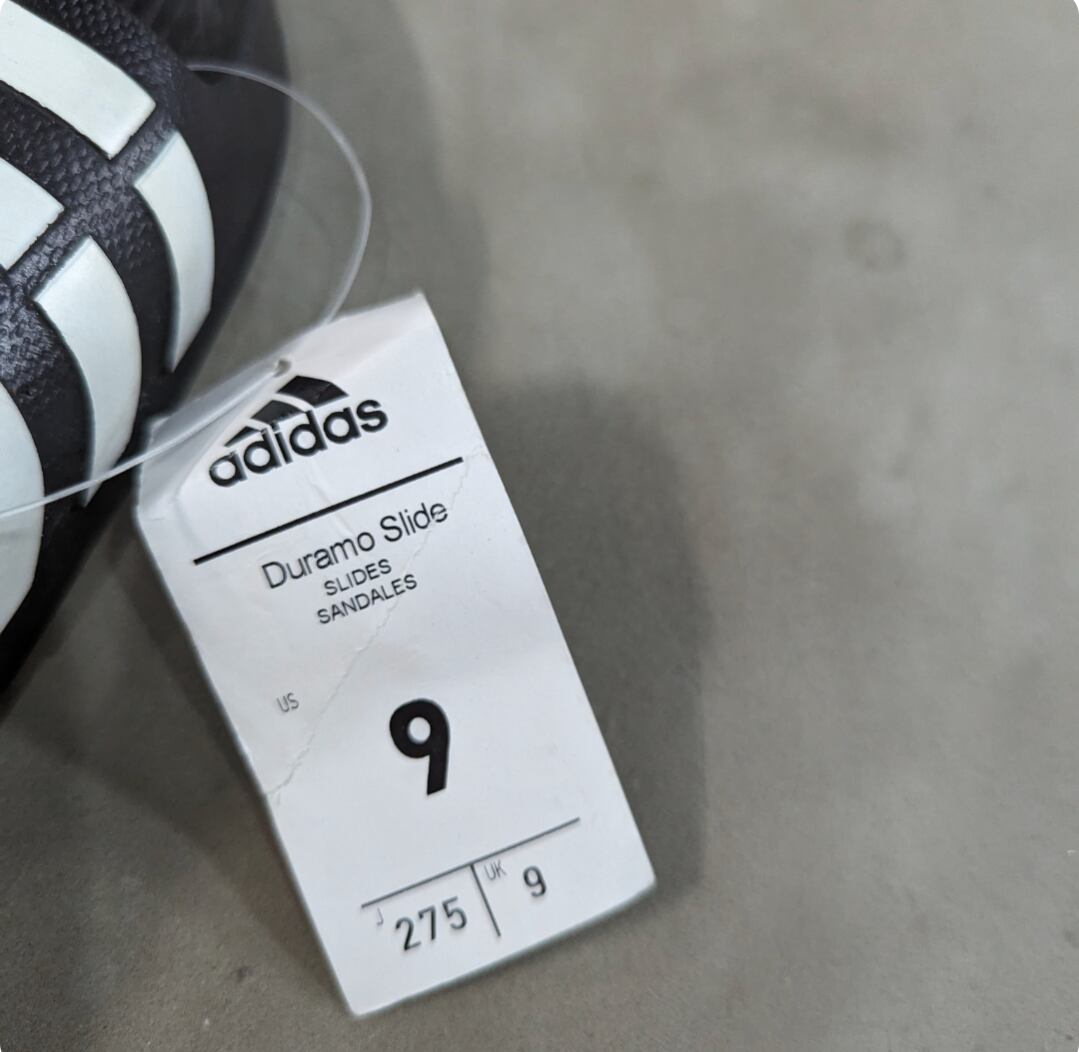 adidas
Duramo Slide
SLIDES
SANDALES
US
9
J 275 UK 9